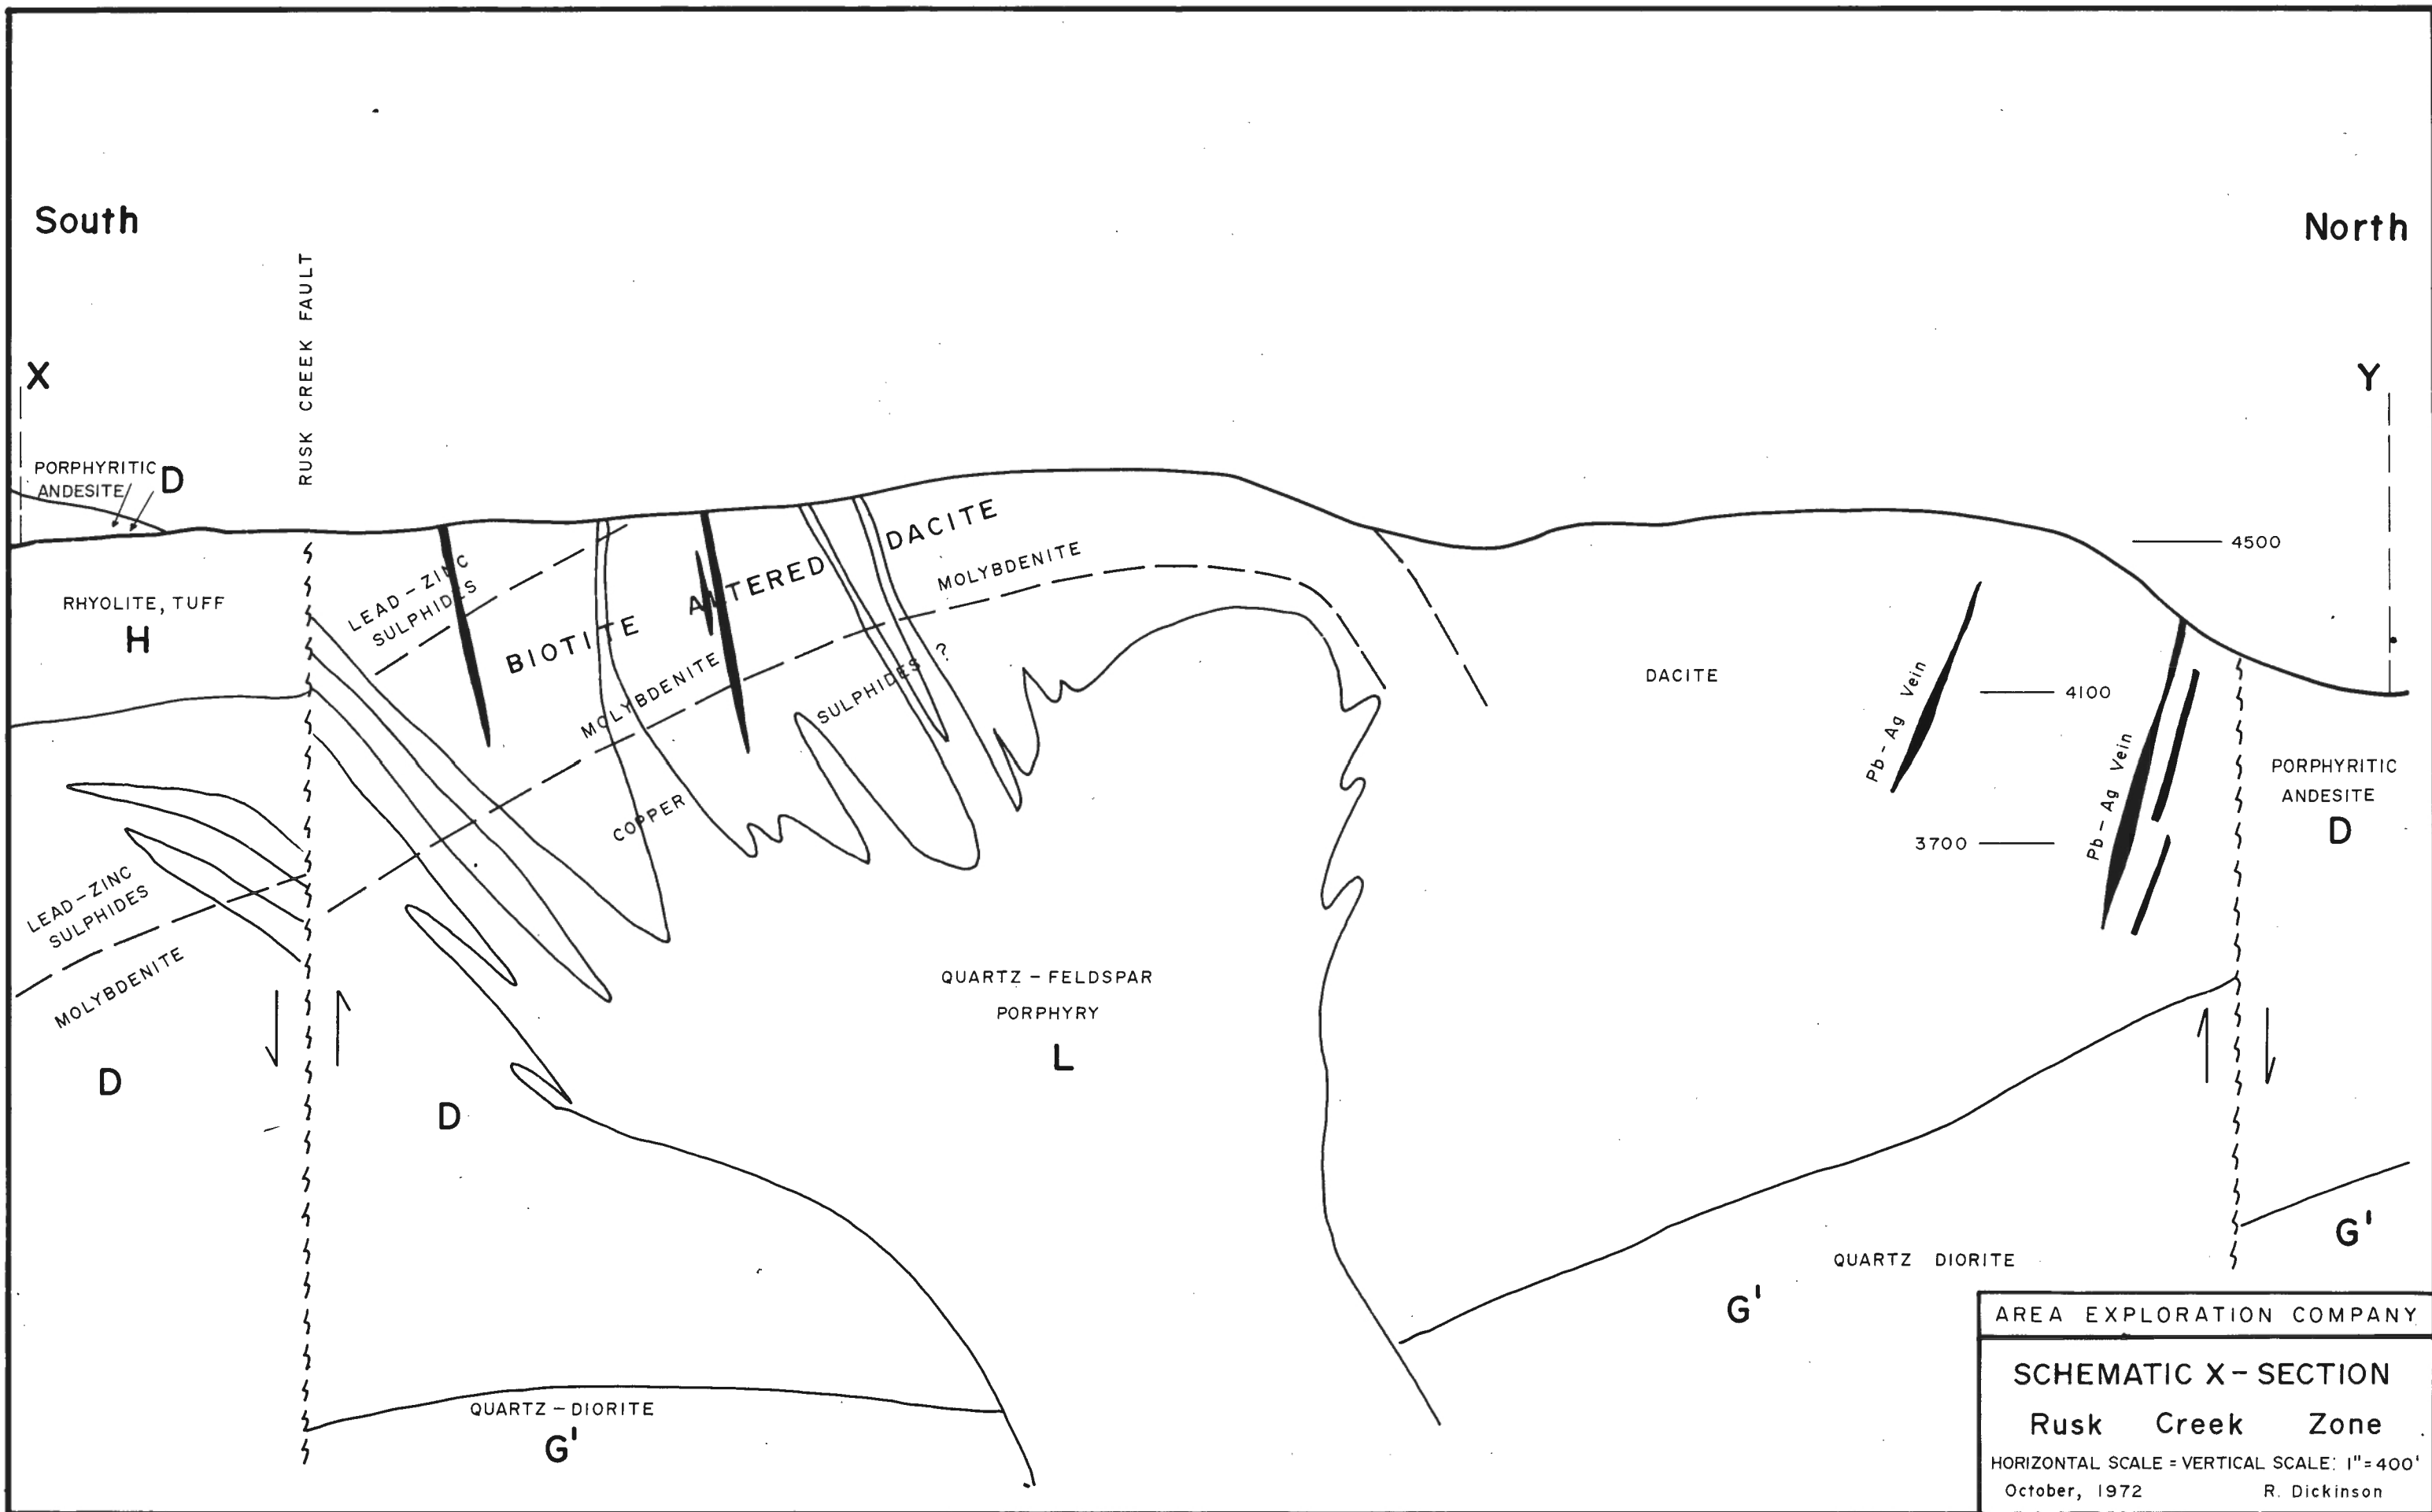 South
North
RUSK CREEK FAULT
X
Y
PORPHYRITIC
ANDESITE
D
RHYOLITE, TUFF
H
LEAD-ZINC
SULPHIDES
BIOTITE ALTERED DACITE
MOLYBDENITE
MOLYBDENITE
SULPHIDES ?
COPPER
DACITE
Pb-Ag Vein
Pb-Ag Vein
4500
4100
3700
PORPHYRITIC
ANDESITE
D
LEAD-ZINC
SULPHIDES
MOLYBDENITE
D
D
QUARTZ-FELDSPAR
PORPHYRY
L
QUARTZ-DIORITE
G'
QUARTZ DIORITE
G'
G'
AREA EXPLORATION COMPANY
SCHEMATIC X-SECTION
Rusk Creek Zone
HORIZONTAL SCALE = VERTICAL SCALE: 1"=400'
October, 1972 R. Dickinson